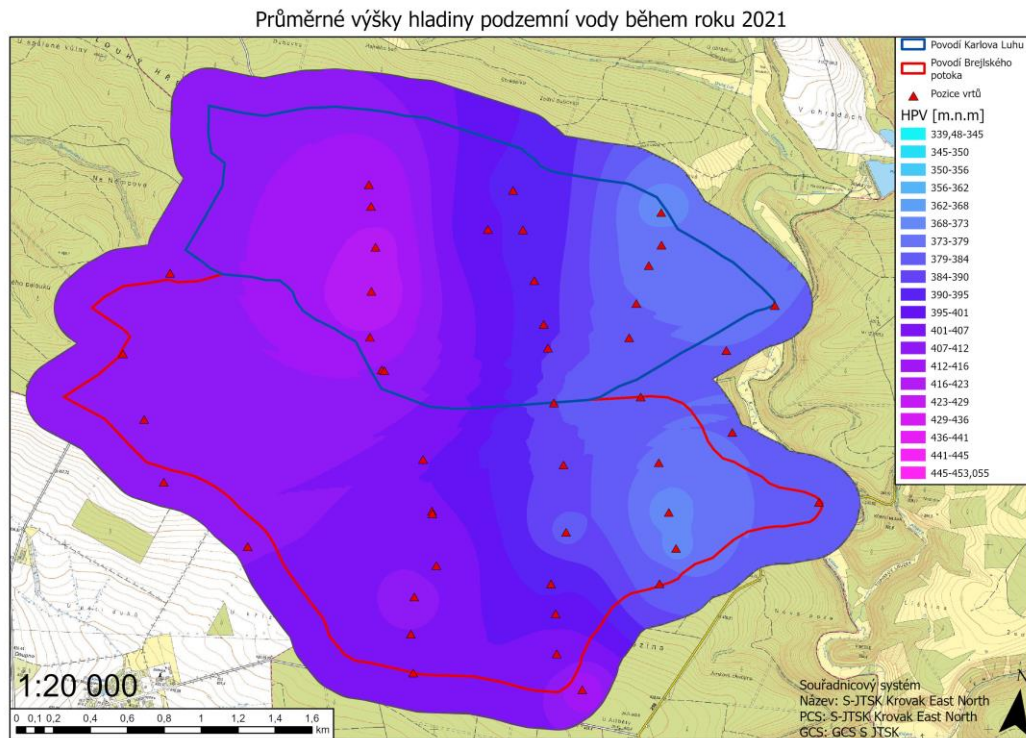 Průměrné výšky hladiny podzemní vody během roku 2021
Povodí Karlova Luhu
Povodí Brejlského
potoka
Pozice vrtů
HPV [m.n.m]
339,48-345
345-350
350-356
356-362
362-368
368-373
373-379
379-384
384-390
390-395
395-401
401-407
407-412
412-416
416-423
423-429
429-436
436-441
441-445
445-453,055
V uhradách
Na Nempově
1:20 000
0 0,1 0,2 0,4 0,6 0,8 1 1,2 1,4 1,6
km
Souřadnicový systém
Název: S-JTSK Krovak East North
PCS: S-JTSK Krovak East North
GCS: GCS S JTSK
N